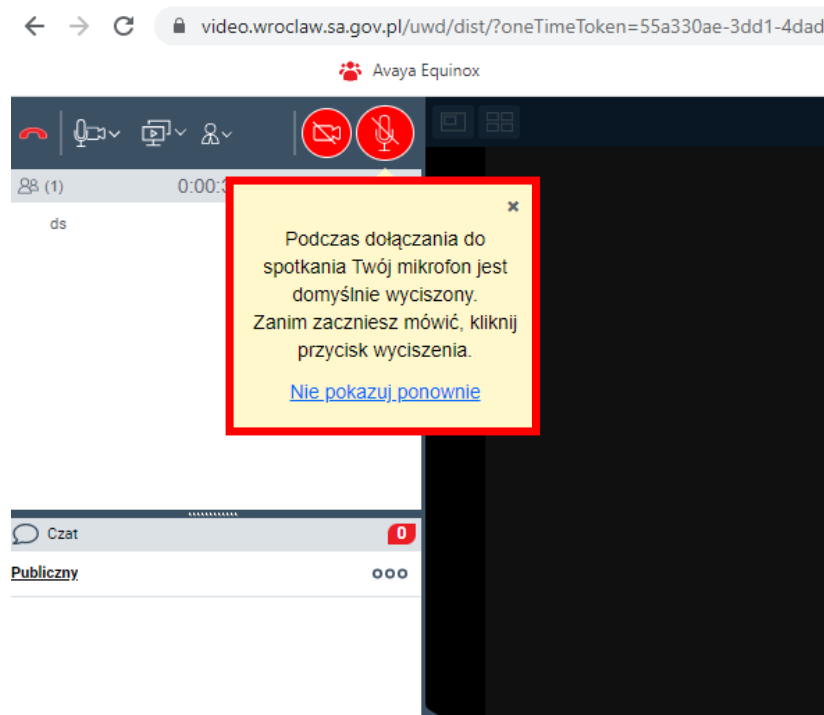 video.wroclaw.sa.gov.pl/uwd/dist/?oneTimeToken=55a330ae-3dd1-4dad
Avaya Equinox
(1)
0:00:3
ds
×
Podczas dołączania do
spotkania Twój mikrofon jest
domyślnie wyciszony.
Zanim zaczniesz mówić, kliknij
przycisk wyciszenia.
Nie pokazuj ponownie
Czat
0
Publiczny